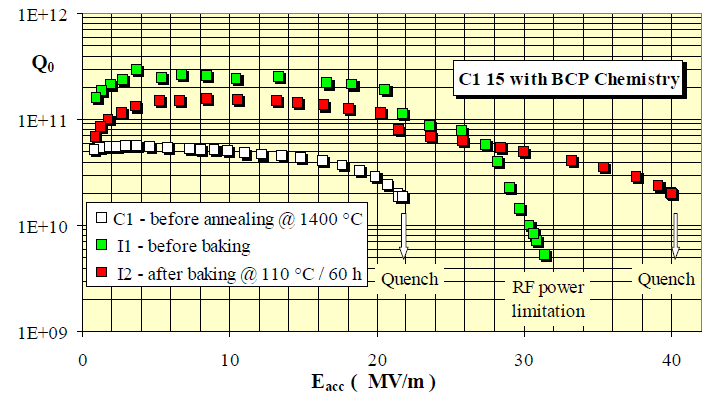 1E+12
Q0
C1 15 with BCP Chemistry
1E+11
C1 - before annealing @ 1400 °C
1E+10
I1 - before baking
I2 - after baking @ 110 °C / 60 h
Quench
RF power
limitation
Quench
1E+09
0 10 20 30 40
Eacc ( MV/m )